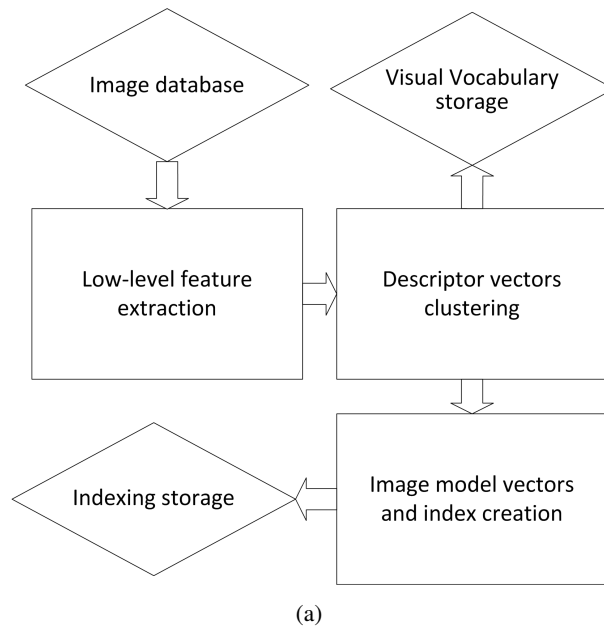 Image database
Visual Vocabulary
storage
Low-level feature
extraction
Descriptor vectors
clustering
Indexing storage
Image model vectors
and index creation
(a)